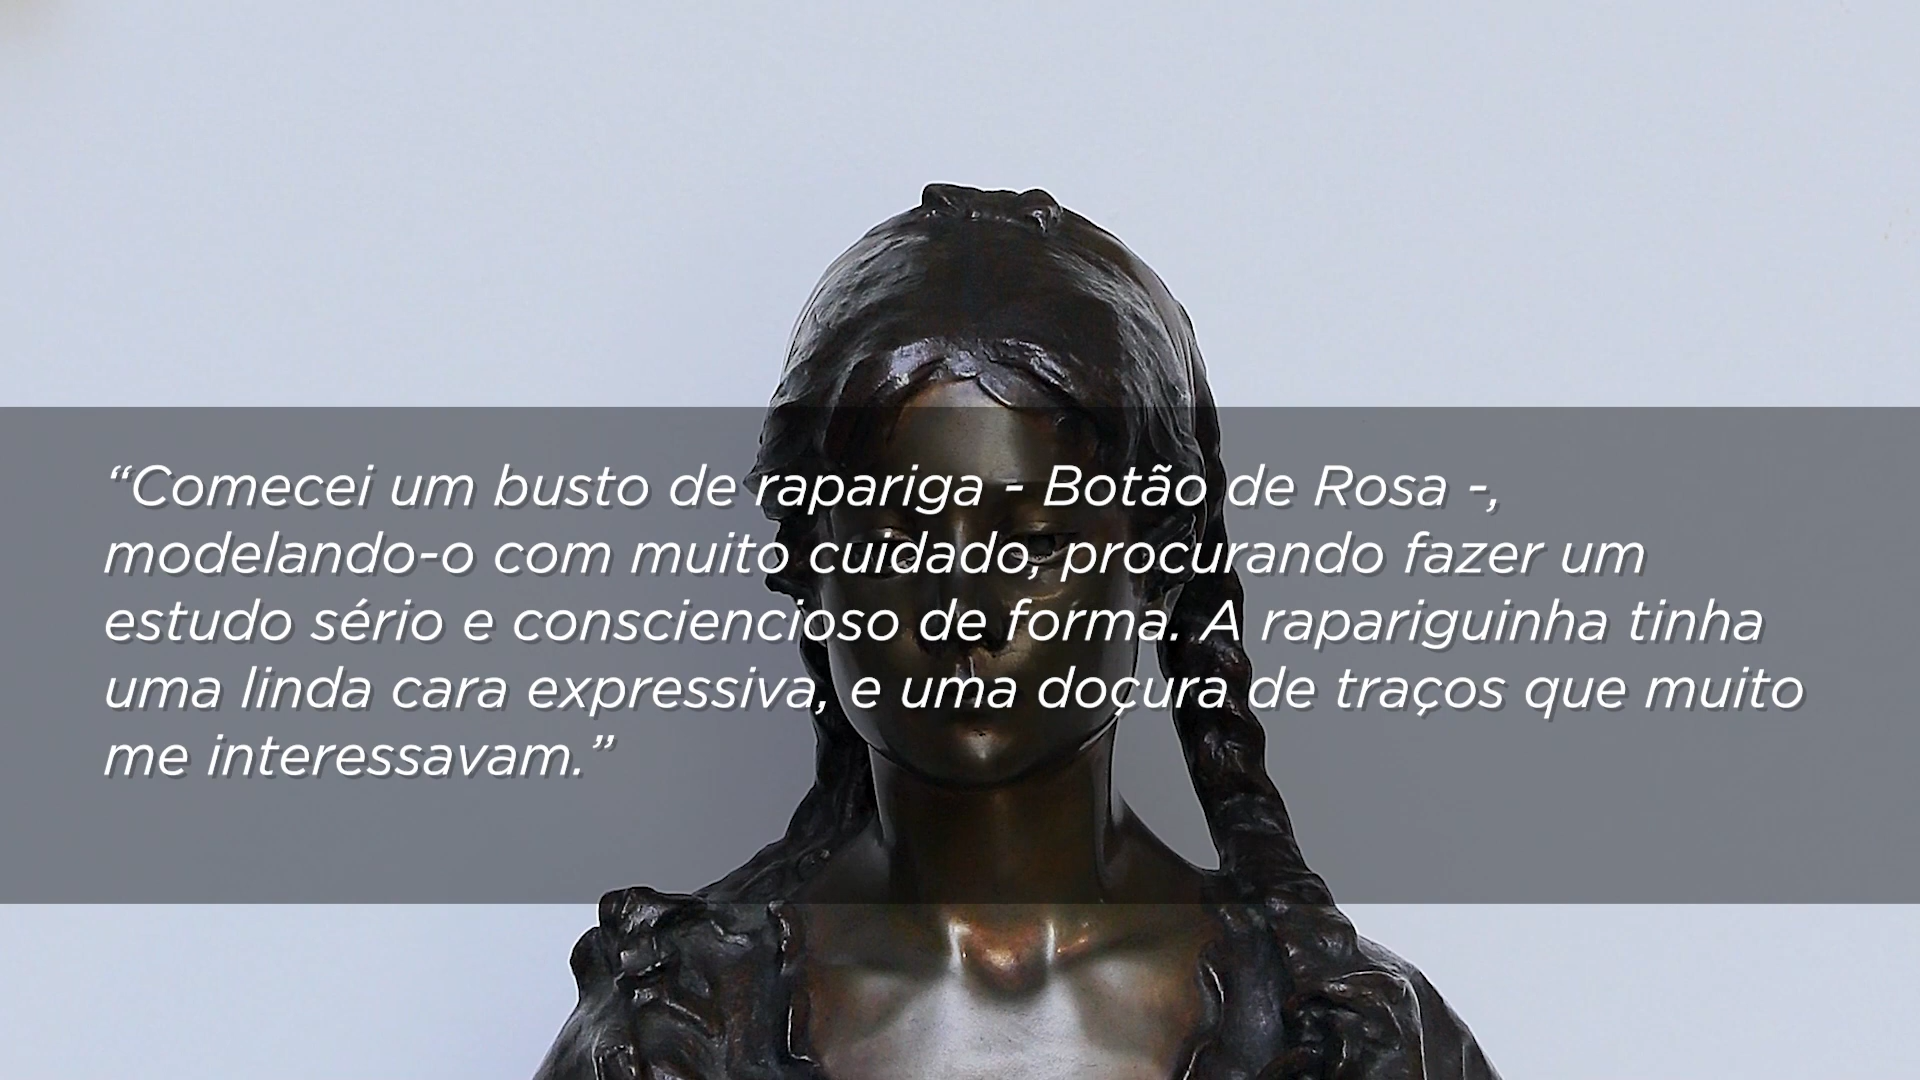 “Comecei um busto de rapariga - Botão de Rosa -,
modelando-o com muito cuidado, procurando fazer um
estudo sério e consciencioso de forma. A rapariguinha tinha
uma linda cara expressiva, e uma doçura de traços que muito
me interessavam.”